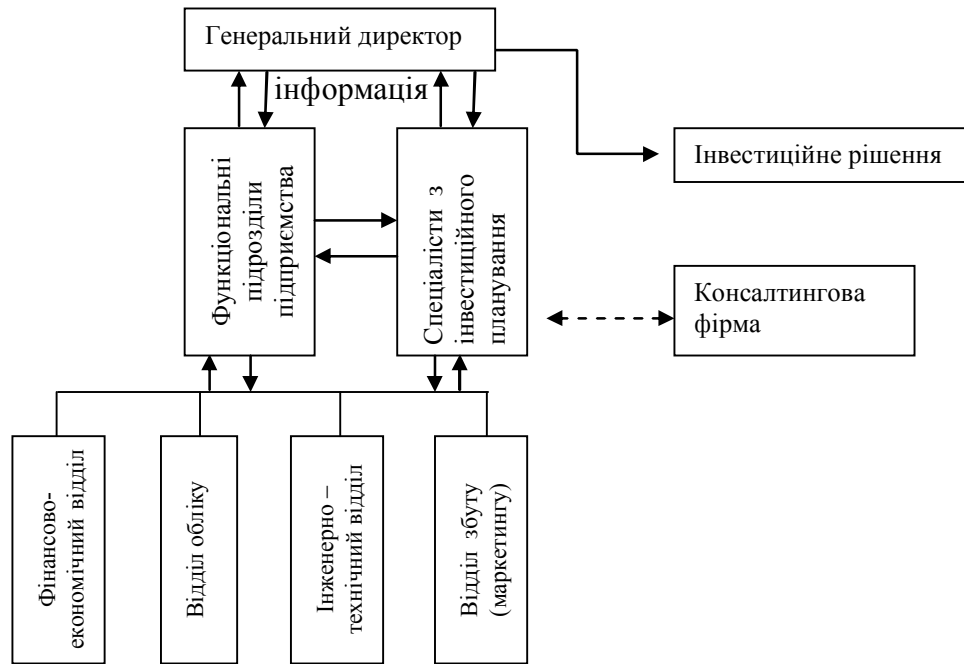 Генеральний директор
інформація
Інвестиційне рішення
Функціональні
підрозділи
підприємства
Спеціалісти з
інвестиційного
планування
Консалтингова
фірма
Фінансово-
економічний відділ
Відділ обліку
Інженерно –
технічний відділ
Відділ збуту
(маркетингу)